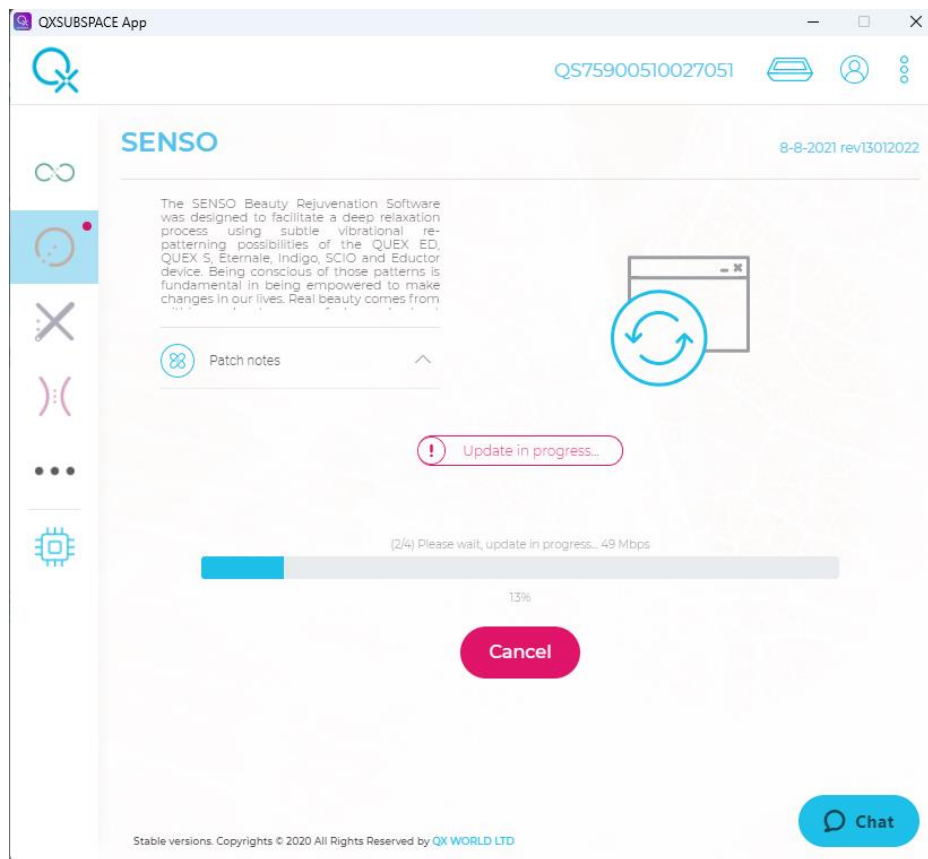 QXSUBSPACE App
QS75900510027051
SENSO
8-8-2021 rev13012022
The SENSO Beauty Rejuvenation Software
was designed to facilitate a deep relaxation
process using subtle vibrational re-
patterning possibilities of the QUEX ED,
QUEX S, Eternale, Indigo, SCIO and Eductor
device. Being conscious of those patterns is
fundamental in being empowered to make
changes in our lives. Real beauty comes from
Patch notes
Update in progress...
(2/4) Please wait, update in progress... 49 Mbps
13%
Cancel
Chat
Stable versions. Copyrights © 2020 All Rights Reserved by QX WORLD LTD